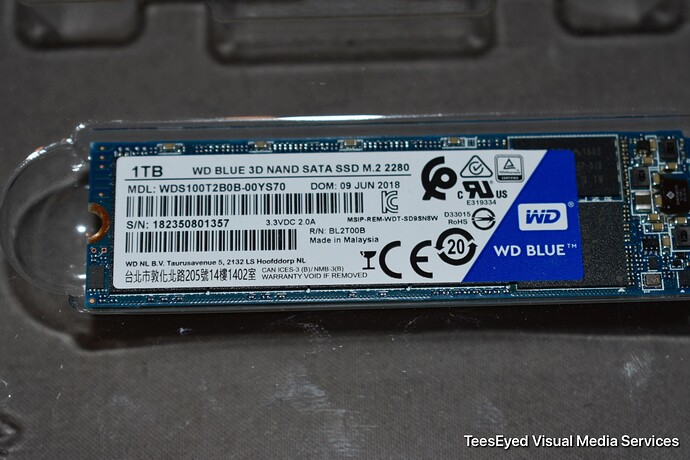 1TB WD BLUE 3D NAND SATA SSD M.2 2280
MDL: WDS100T2B0B-00YS70 DOM: 09 JUN 2018
S/N: 182350801357 3.3VDC 2.0A
MSIP-REM-WDT-SD9SN8W
R/N: BL2T00B
Made in Malaysia
WD NL B.V. Taurusavenue 5, 2132 LS Hoofddorp NL
台北市敦化北路205號14樓1402室
CAN ICES-3 (B)/ NMB-3(B)
WARRANTY VOID IF REMOVED
C US
E319334
D33015
RoHS
CE
20
WD®
WD BLUE™
TeesEyed Visual Media Services